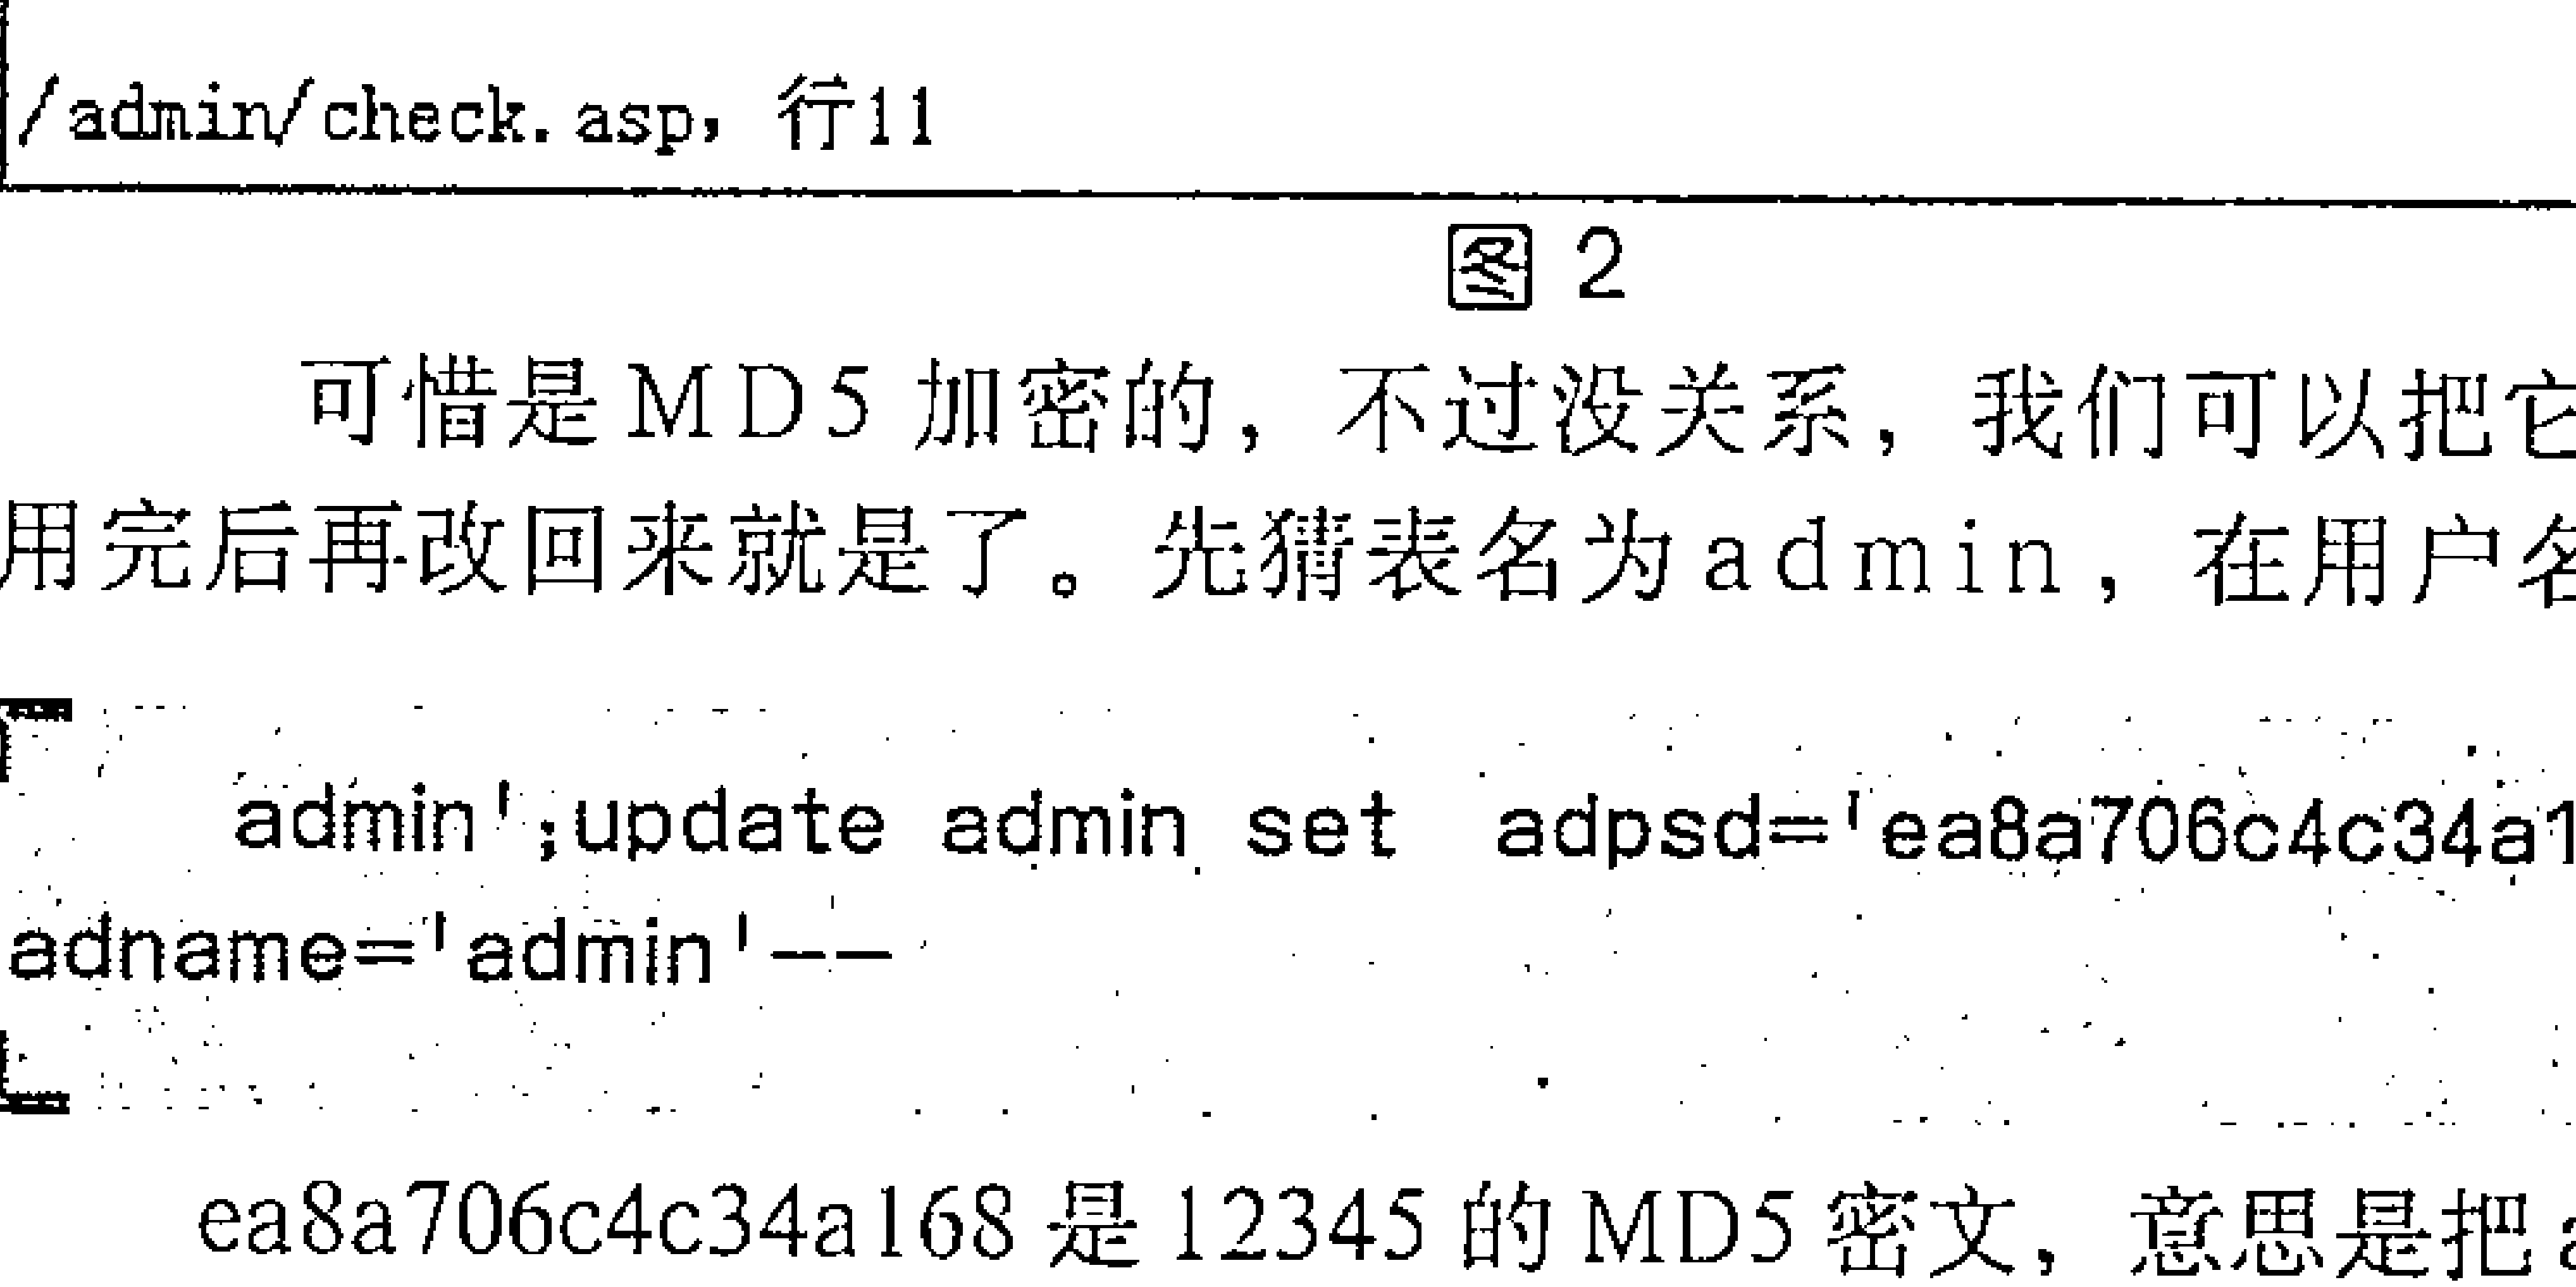 /admin/check.asp，行11
图 2
可惜是MD5加密的，不过没关系，我们可以把它
用完后再改回来就是了。先猜表名为admin，在用户名
admin';update admin set adpsd='ea8a706c4c34a1
adname='admin'--
ea8a706c4c34a168是12345的MD5密文，意思是把a